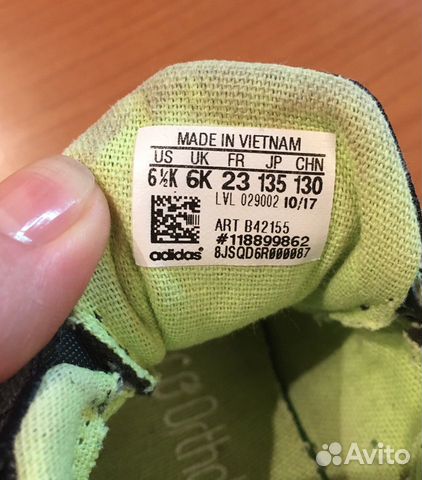 MADE IN VIETNAM
US UK FR JP CHN
6½K 6K 23 135 130
LVL 029002 10/17
ART B42155
#118899862
adidas® 8JSQD6R000087
Ortho
Avito